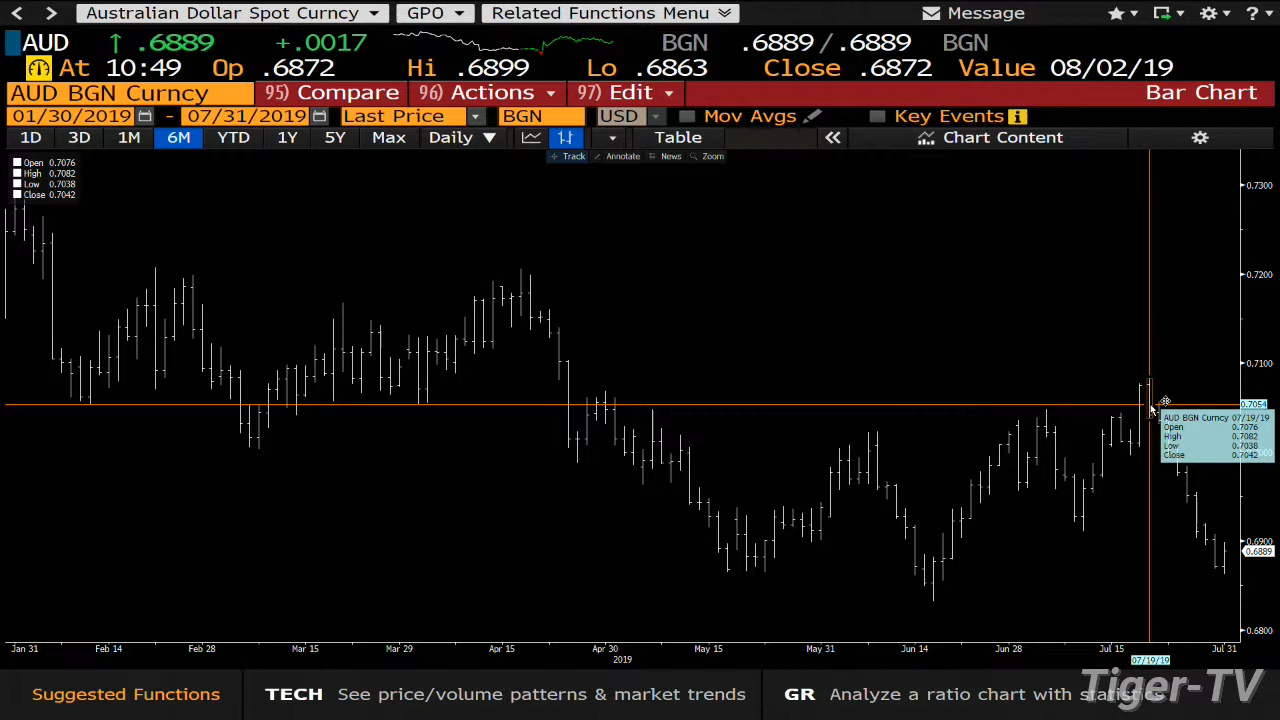 Australian Dollar Spot Curncy GPO Related Functions Menu Message ?
AUD ↑ .6889 +.0017 BGN .6889/.6889 BGN
At 10:49 Op .6872 Hi .6899 Lo .6863 Close .6872 Value 08/02/19
AUD BGN Curncy 95) Compare 96) Actions 97) Edit Bar Chart
01/30/2019 - 07/31/2019 Last Price BGN USD Mov Avgs Key Events i
1D 3D 1M 6M YTD 1Y 5Y Max Daily ▼ Table « Chart Content
Track Annotate News Zoom
Open 0.7076
High 0.7082
Low 0.7038
Close 0.7042
0.7300
0.7200
0.7100
0.7054
AUD BGN Curncy 07/19/19
Open 0.7076
High 0.7082
Low 0.7038
Close 0.7042
0.6900
0.6889
0.6800
Jan 31 Feb 14 Feb 28 Mar 15 Mar 29 Apr 15 Apr 30 May 15 May 31 Jun 14 Jun 28 Jul 15 Jul 31
2019 07/19/19
Suggested Functions TECH See price/volume patterns & market trends GR Analyze a ratio chart with statistics
Tiger-TV